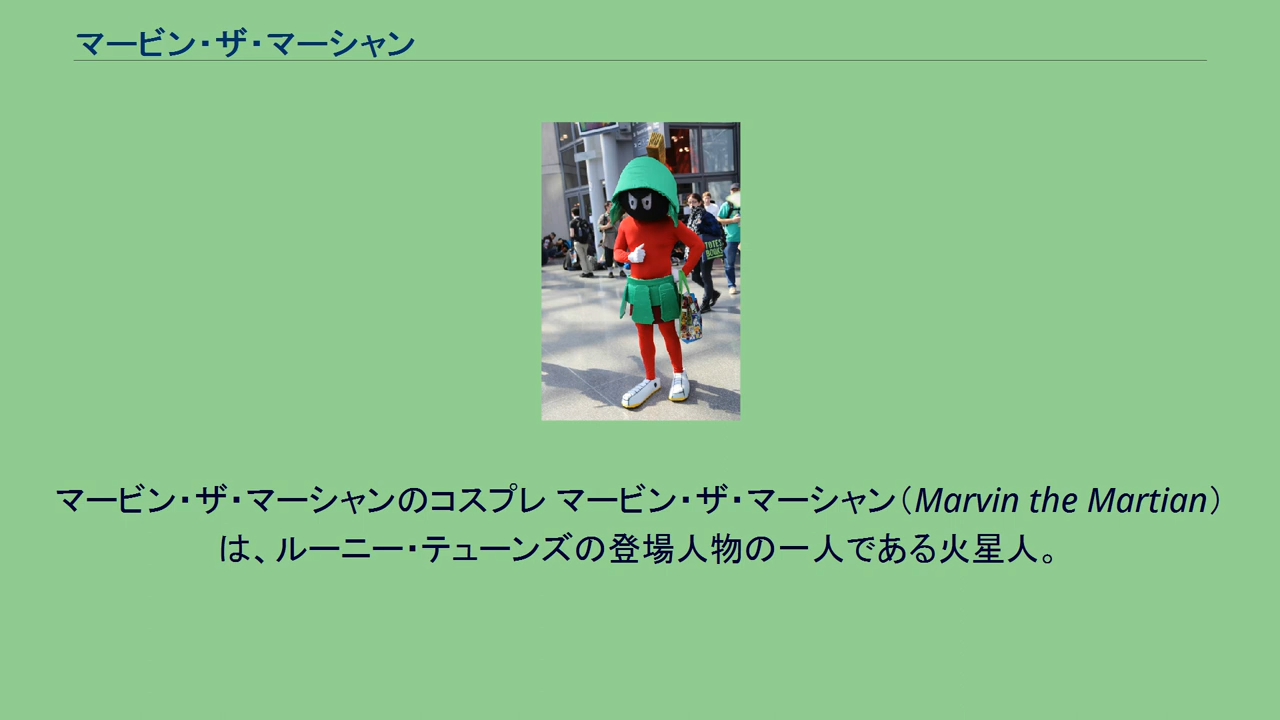 マービン・ザ・マーシャン
マービン・ザ・マーシャンのコスプレ マービン・ザ・マーシャン（Marvin the Martian）
は、ルーニー・テューンズの登場人物の一人である火星人。